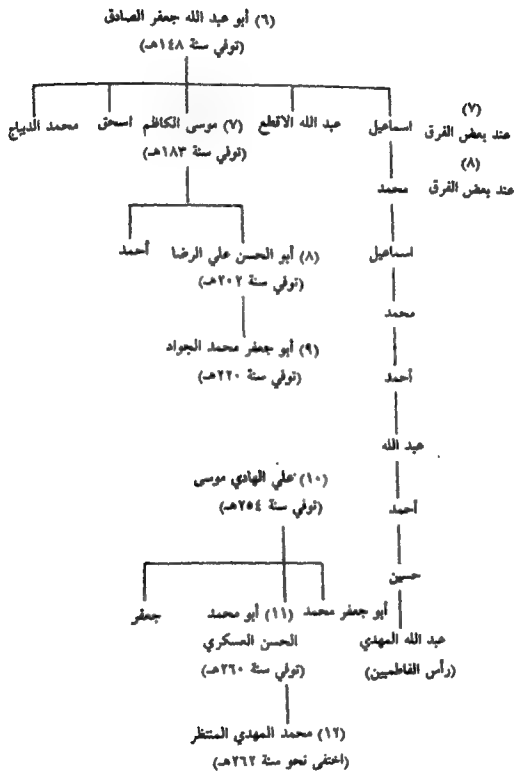 (٦) أبو عبد الله جعفر الصادق
(توفي سنة ١٤٨هـ)
(٧)
اسماعيل
عند بعض الفرق
عبد الله الاقطع
(٧) موسى الكاظم
(توفي سنة ١٨٣هـ)
اسحق
محمد الديباج
(٨)
محمد
عند بعض الفرق
اسماعيل
(٨) أبو الحسن علي الرضا
(توفي سنة ٢٠٢هـ)
أحمد
محمد
(٩) أبو جعفر محمد الجواد
(توفي سنة ٢٢٠هـ)
أحمد
عبد الله
(١٠) علي الهادي موسى
(توفي سنة ٢٥٤هـ)
أحمد
حسين
أبو جعفر محمد
(١١) أبو محمد
الحسن العسكري
(توفي سنة ٢٦٠هـ)
جعفر
عبد الله المهدي
(رأس الفاطميين)
(١٢) محمد المهدي المنتظر
(اختفى نحو سنة ٢٦٢هـ)